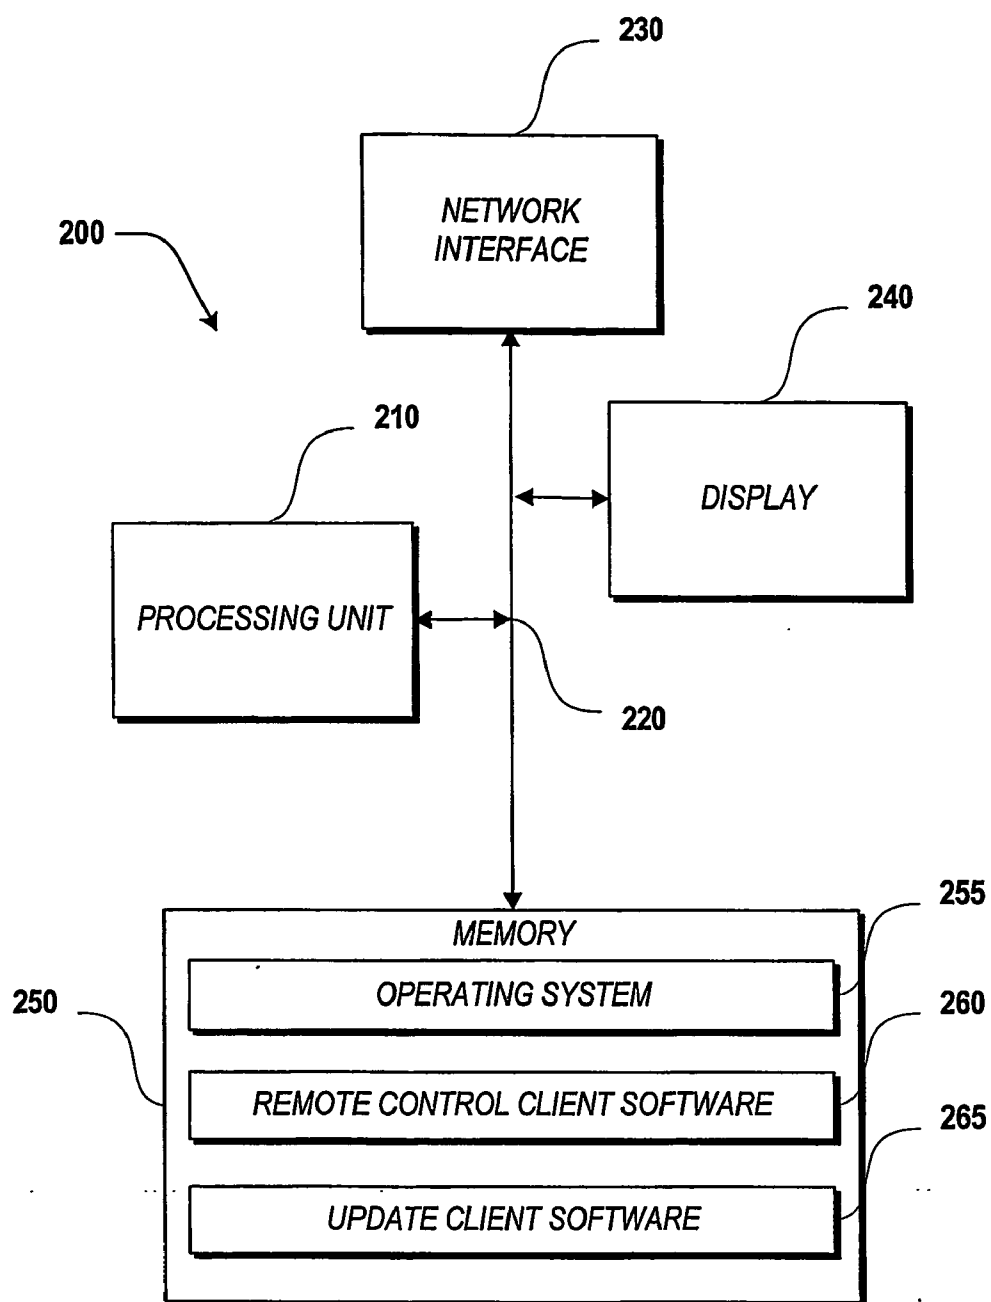 230
NETWORK
INTERFACE
200
240
210
DISPLAY
PROCESSING UNIT
220
255
MEMORY
OPERATING SYSTEM
250
260
REMOTE CONTROL CLIENT SOFTWARE
265
UPDATE CLIENT SOFTWARE